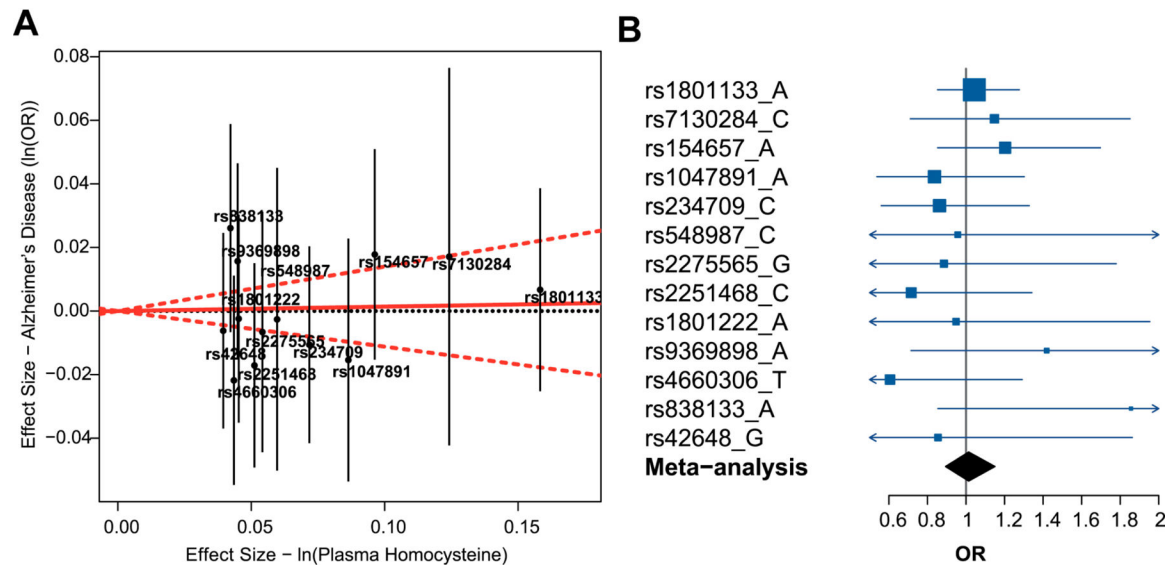 A
Effect Size − Alzheimer's Disease (ln(OR))
0.08
0.06
0.04
0.02
0.00
−0.02
−0.04
rs838133
rs9369898
rs548987
rs154657
rs7130284
rs1801222
rs1801133
rs2275565
rs42648
rs234709
rs2251468
rs1047891
rs4660306
0.00 0.05 0.10 0.15
Effect Size − ln(Plasma Homocysteine)
B
rs1801133_A
rs7130284_C
rs154657_A
rs1047891_A
rs234709_C
rs548987_C
rs2275565_G
rs2251468_C
rs1801222_A
rs9369898_A
rs4660306_T
rs838133_A
rs42648_G
Meta−analysis
0.6 0.8 1 1.2 1.4 1.6 1.8 2
OR